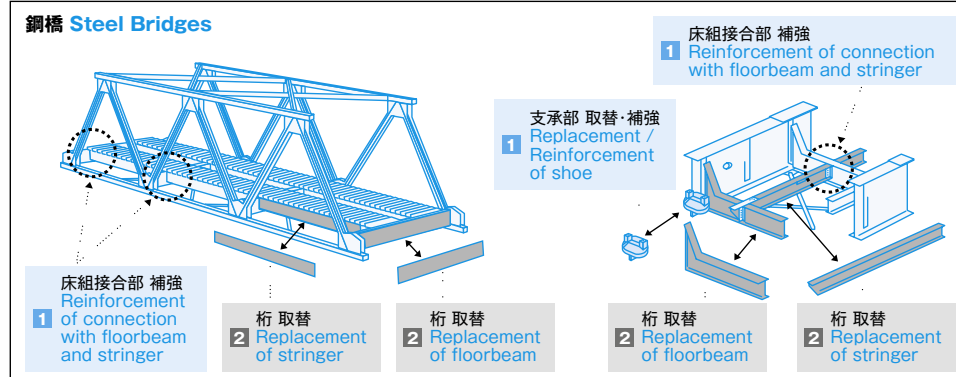 鋼橋 Steel Bridges
床組接合部 補強
1 Reinforcement of connection
with floorbeam and stringer
支承部 取替･補強
1 Replacement /
Reinforcement
of shoe
床組接合部 補強
Reinforcement
1 of connection
with floorbeam
and stringer
桁 取替
2 Replacement
of stringer
桁 取替
2 Replacement
of floorbeam
桁 取替
2 Replacement
of floorbeam
桁 取替
2 Replacement
of stringer